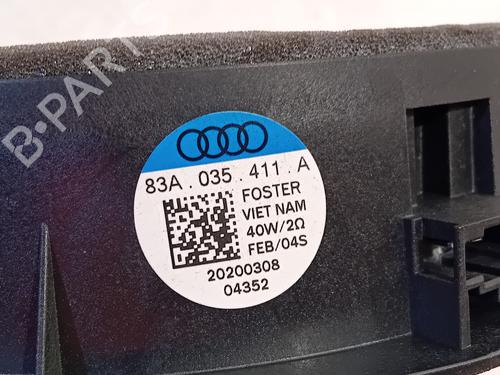 B-PARTS
83A . 035 . 411 . A
FOSTER
VIET NAM
40W/2Ω
FEB/04S
20200308
04352